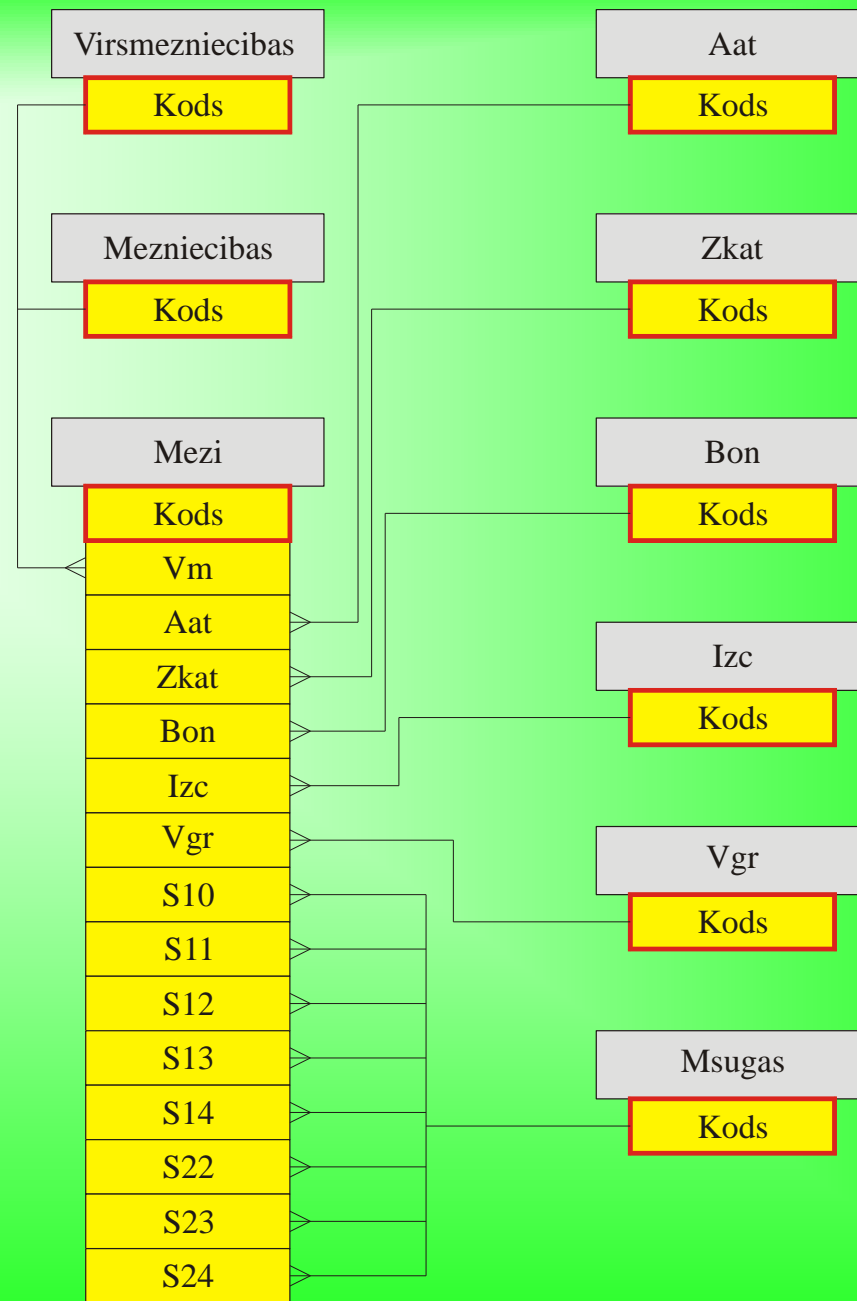 Virsmezniecibas
Kods
Mezniecibas
Kods
Mezi
Kods
Vm
Aat
Zkat
Bon
Izc
Vgr
S10
S11
S12
S13
S14
S22
S23
S24
Aat
Kods
Zkat
Kods
Bon
Kods
Izc
Kods
Vgr
Kods
Msugas
Kods